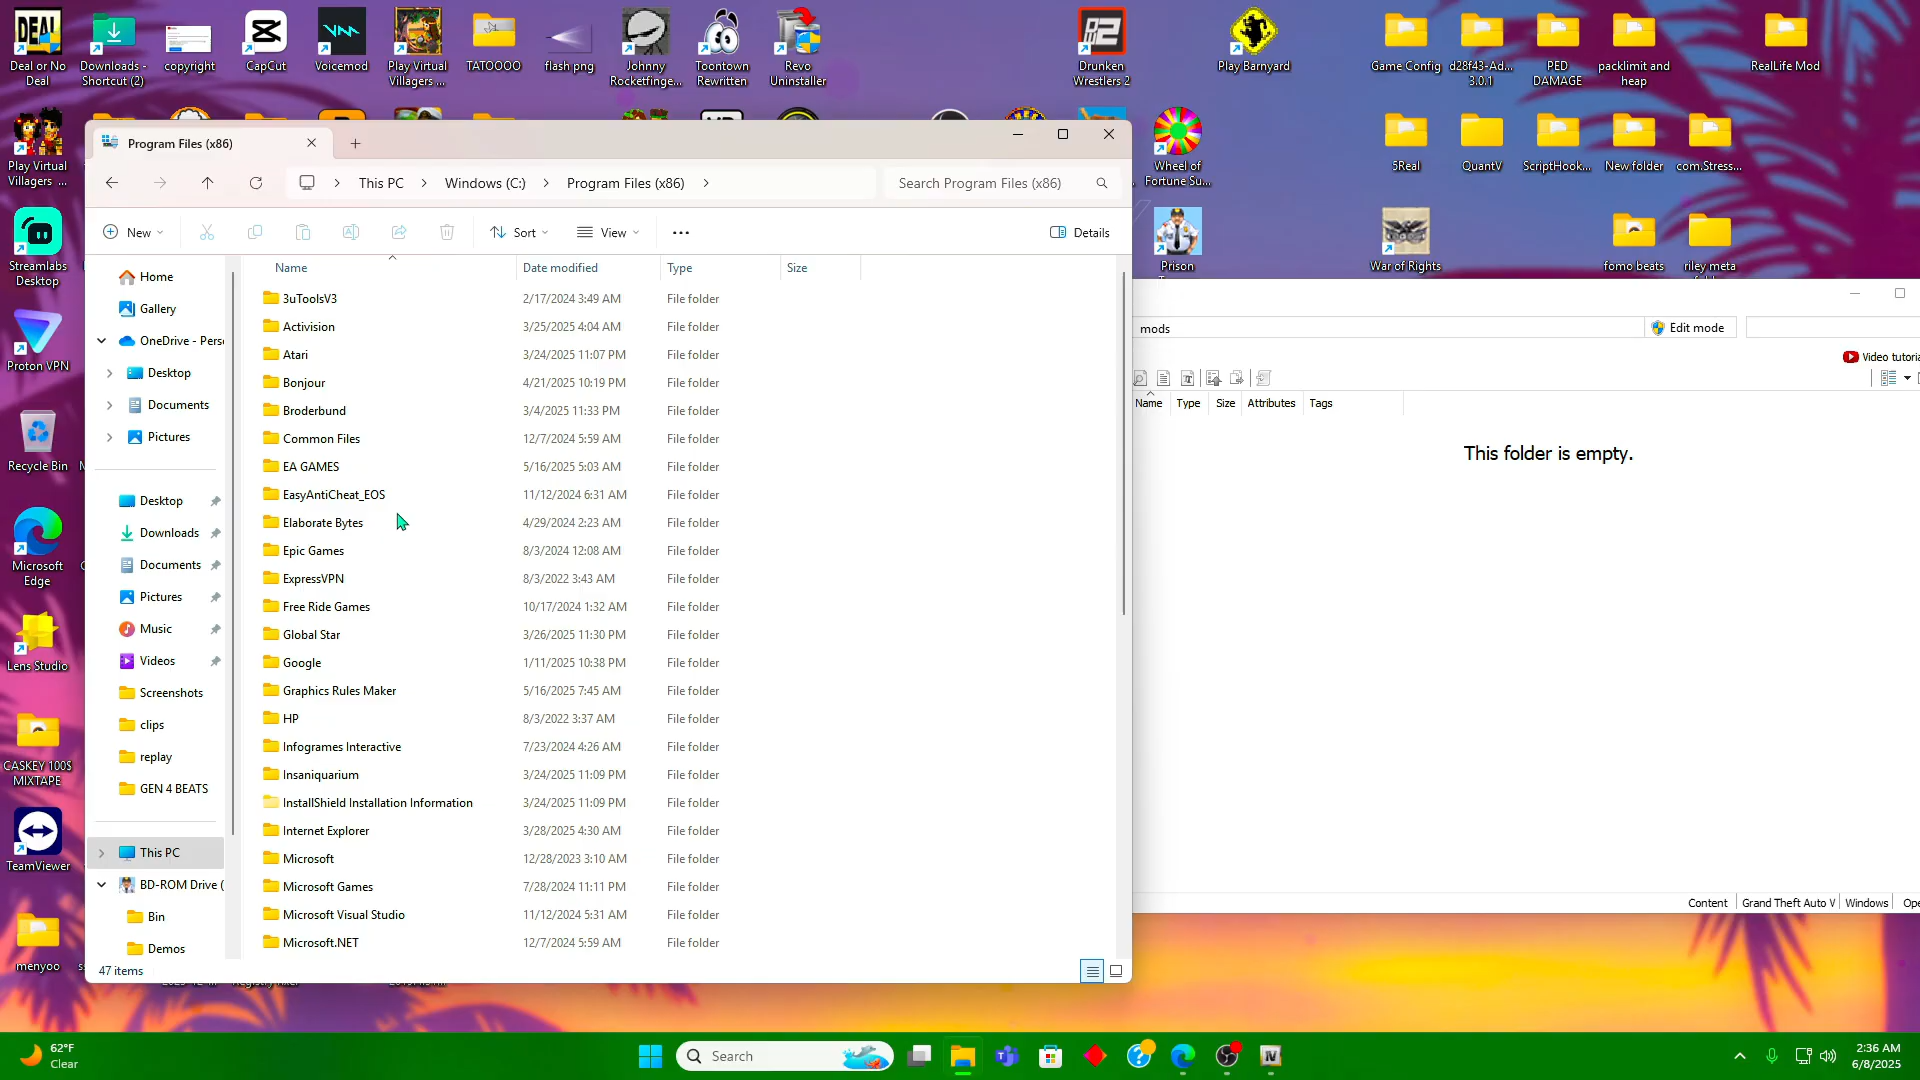 Deal or No
Deal
Downloads -
Shortcut (2)
copyright
CapCut
Voicemod
Play Virtual
Villagers ...
TATOOOO
flash png
Johnny
Rocketfinge...
Toontown
Rewritten
Revo
Uninstaller
Drunken
Wrestlers 2
Play Barnyard
Game Config
d28f43-Ad...
3.0.1
PED
DAMAGE
packlimit and
heap
RealLife Mod
Play Virtual
Villagers ...
Wheel of
Fortune Su...
5Real
QuantV
ScriptHook...
New folder
com.Stress...
Streamlabs
Desktop
Prison
War of Rights
fomo beats
riley meta
Proton VPN
Recycle Bin
Microsoft
Edge
Lens Studio
CASKEY 100$
MIXTAPE
TeamViewer
menyoo
Program Files (x86)
This PC
Windows (C:)
Program Files (x86)
Search Program Files (x86)
New
Sort
View
Details
Home
Gallery
OneDrive - Pers
Desktop
Documents
Pictures
Desktop
Downloads
Documents
Pictures
Music
Videos
Screenshots
clips
replay
GEN 4 BEATS
This PC
BD-ROM Drive (
Bin
Demos
Name Date modified Type Size
3uToolsV3 2/17/2024 3:49 AM File folder
Activision 3/25/2025 4:04 AM File folder
Atari 3/24/2025 11:07 PM File folder
Bonjour 4/21/2025 10:19 PM File folder
Broderbund 3/4/2025 11:33 PM File folder
Common Files 12/7/2024 5:59 AM File folder
EA GAMES 5/16/2025 5:03 AM File folder
EasyAntiCheat_EOS 11/12/2024 6:31 AM File folder
Elaborate Bytes 4/29/2024 2:23 AM File folder
Epic Games 8/3/2024 12:08 AM File folder
ExpressVPN 8/3/2022 3:43 AM File folder
Free Ride Games 10/17/2024 1:32 AM File folder
Global Star 3/26/2025 11:30 PM File folder
Google 1/11/2025 10:38 PM File folder
Graphics Rules Maker 5/16/2025 7:45 AM File folder
HP 8/3/2022 3:37 AM File folder
Infogrames Interactive 7/23/2024 4:26 AM File folder
Insaniquarium 3/24/2025 11:09 PM File folder
InstallShield Installation Information 3/24/2025 11:09 PM File folder
Internet Explorer 3/28/2025 4:30 AM File folder
Microsoft 12/28/2023 3:10 AM File folder
Microsoft Games 7/28/2024 11:11 PM File folder
Microsoft Visual Studio 11/12/2024 5:31 AM File folder
Microsoft.NET 12/7/2024 5:59 AM File folder
47 items
mods
Edit mode
Video tutoria
Name Type Size Attributes Tags
This folder is empty.
Content Grand Theft Auto V Windows Ope
62°F
Clear
Search
2:36 AM
6/8/2025